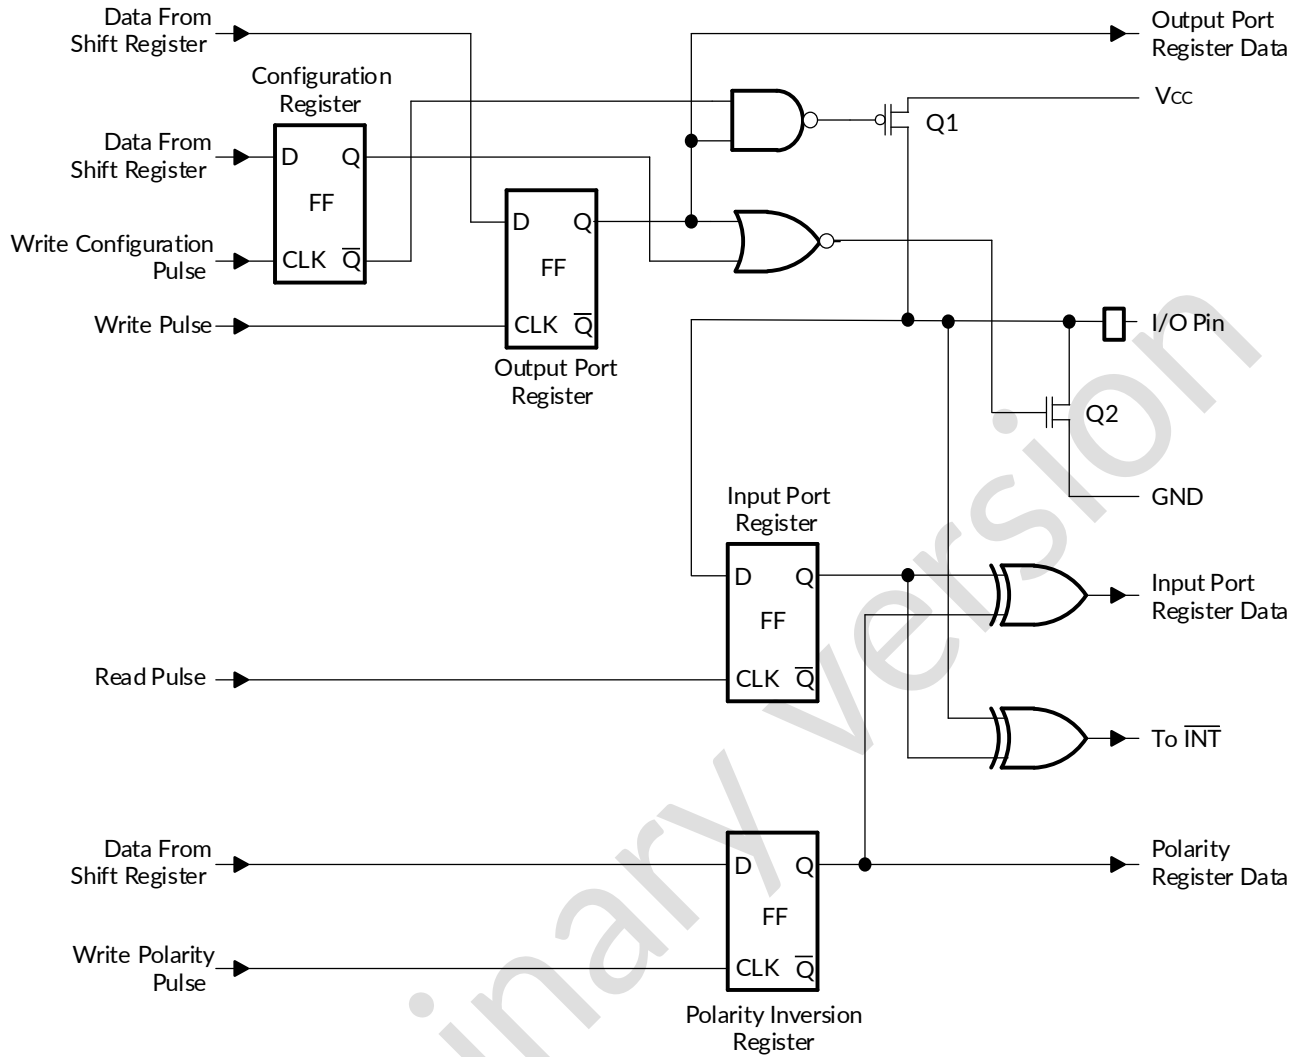 Data From
Shift Register
Output Port
Register Data
Configuration
Register
VCC
Q1
Data From
Shift Register
D Q
FF
CLK Q̅
D Q
FF
CLK Q̅
Write Configuration
Pulse
Write Pulse
Output Port
Register
I/O Pin
Q2
GND
Input Port
Register
D Q
FF
CLK Q̅
Input Port
Register Data
Read Pulse
To I̅N̅T̅
Data From
Shift Register
D Q
FF
CLK Q̅
Polarity
Register Data
Write Polarity
Pulse
Polarity Inversion
Register
inary version